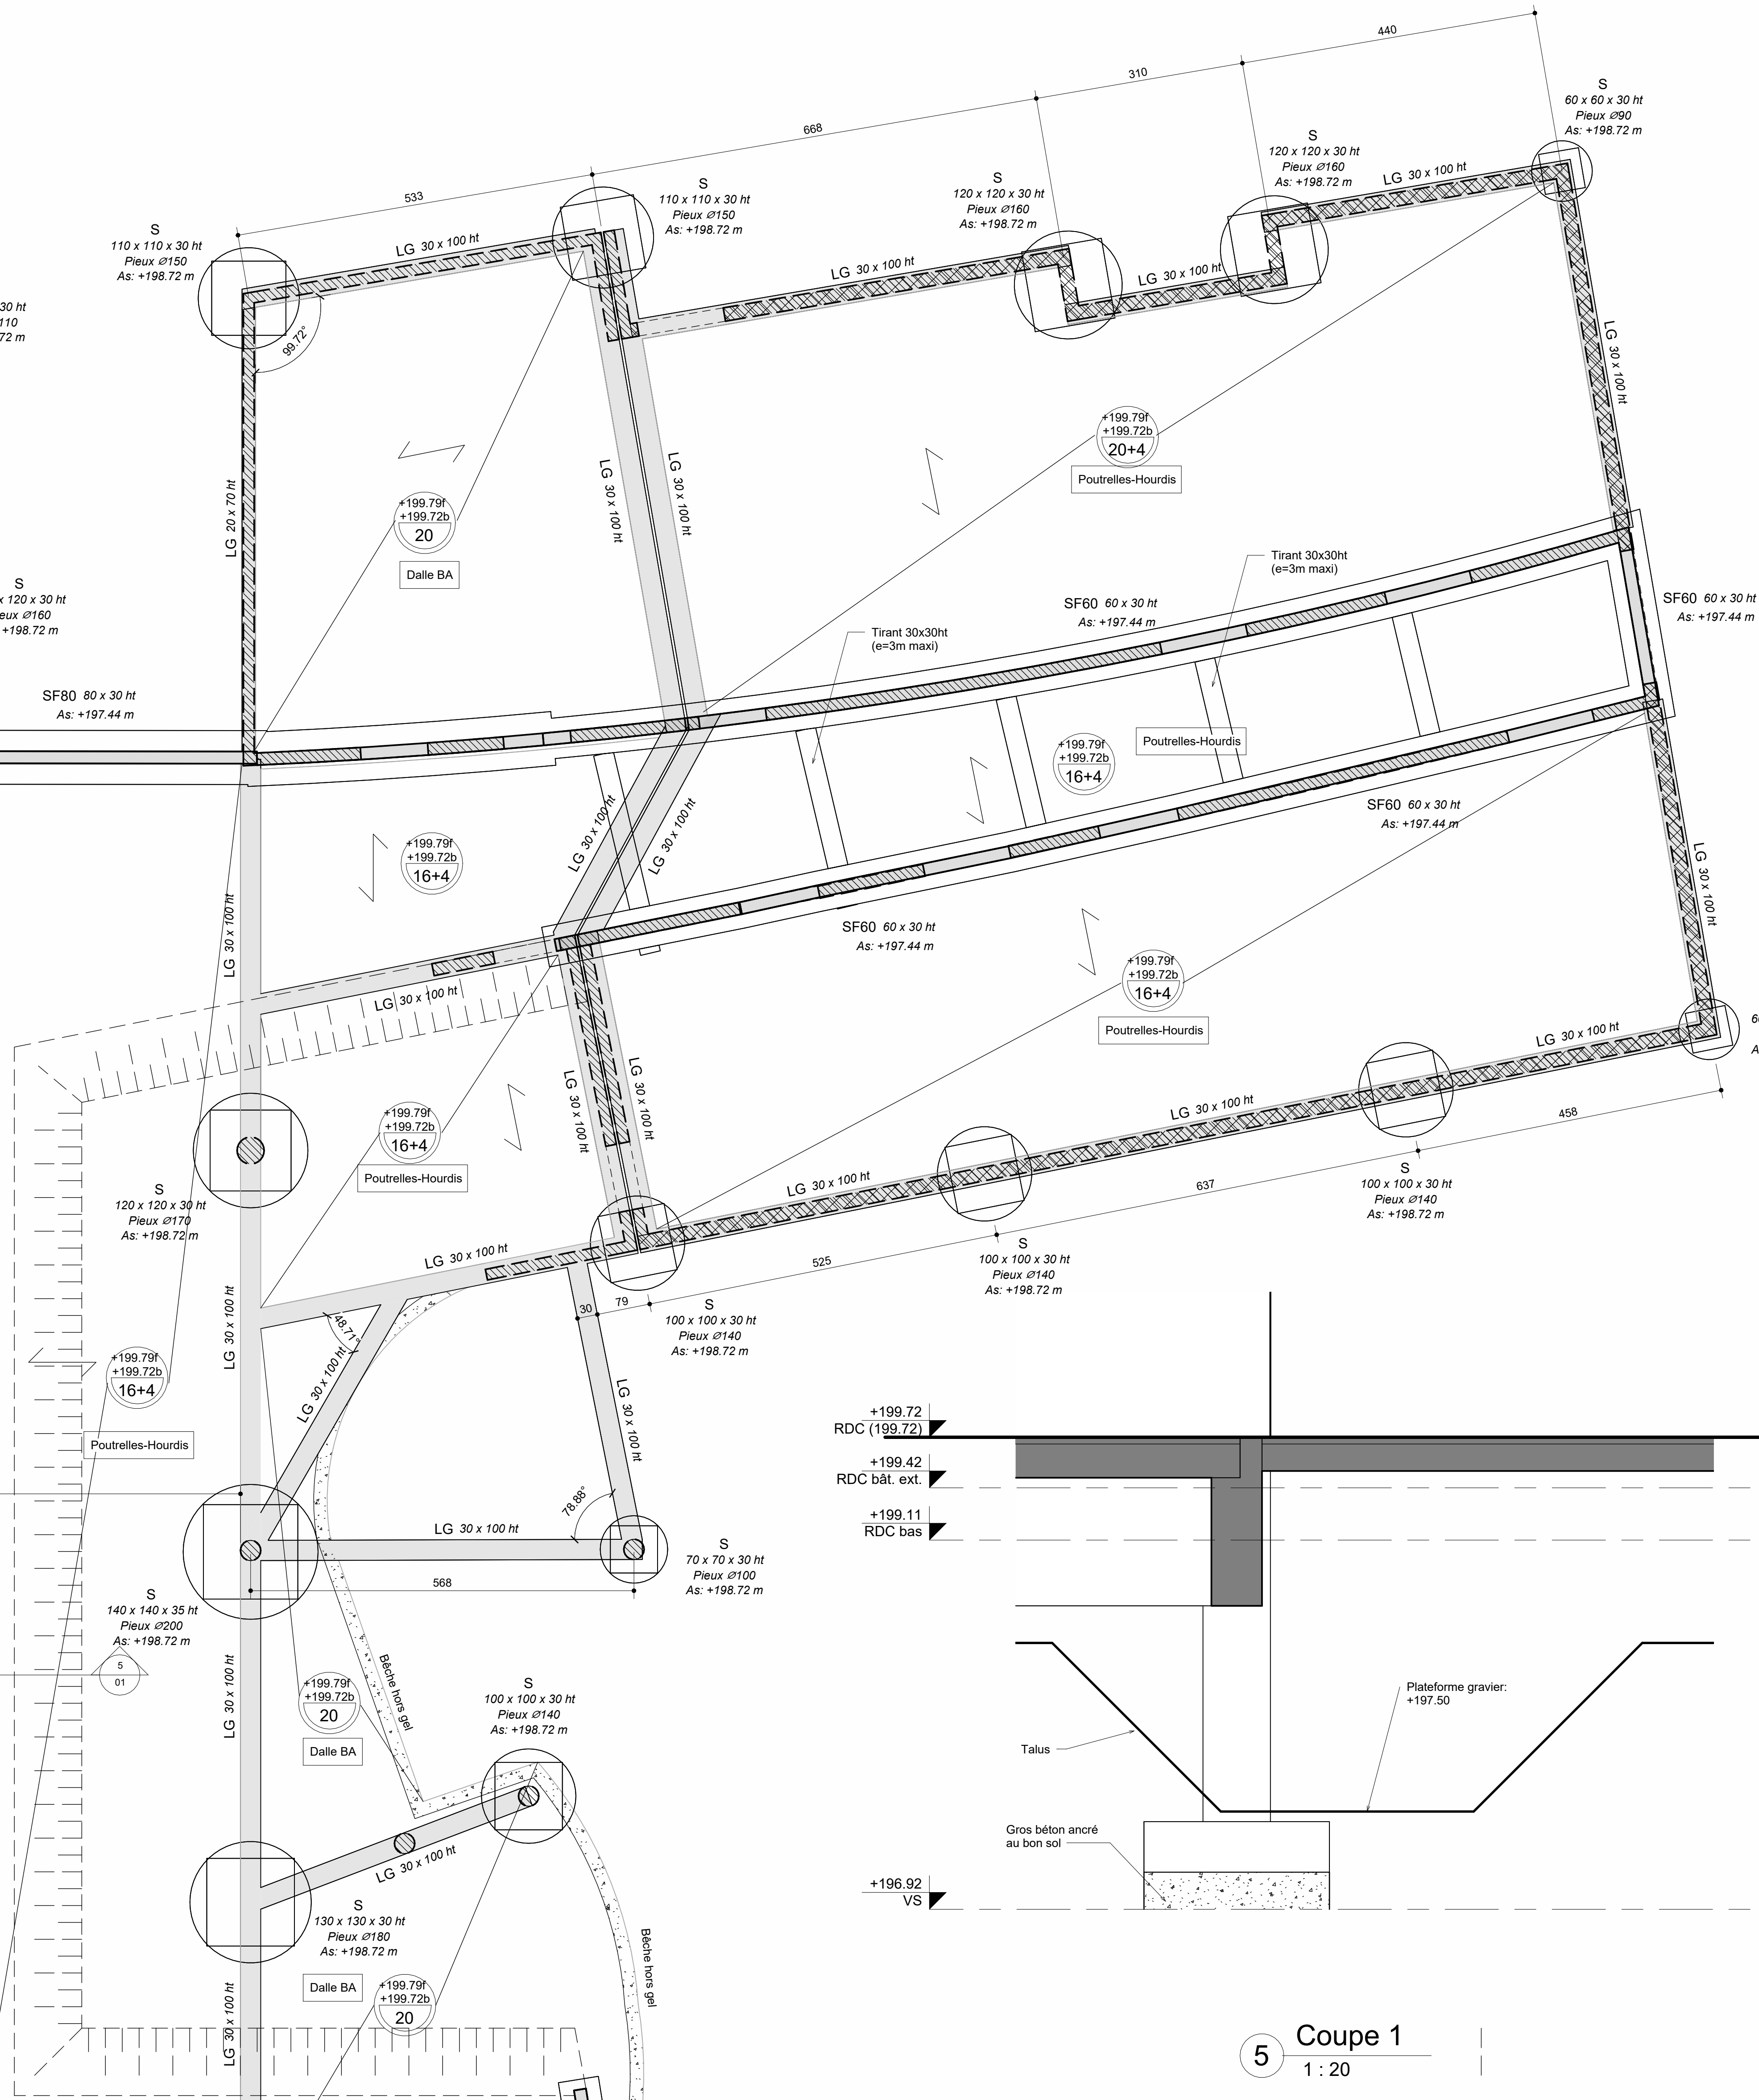 440
310
668
533
S
60 x 60 x 30 ht
Pieux Ø90
As: +198.72 m
S
120 x 120 x 30 ht
Pieux Ø160
As: +198.72 m
LG 30 x 100 ht
S
120 x 120 x 30 ht
Pieux Ø160
As: +198.72 m
S
110 x 110 x 30 ht
Pieux Ø150
As: +198.72 m
S
110 x 110 x 30 ht
Pieux Ø150
As: +198.72 m
LG 30 x 100 ht
LG 30 x 100 ht
LG 30 x 100 ht
30 ht
110
72 m
99.72°
LG 30 x 100 ht
+199.79f
+199.72b
20+4
Poutrelles-Hourdis
LG 20 x 70 ht
LG 30 x 100 ht
LG 30 x 100 ht
+199.79f
+199.72b
20
Dalle BA
Tirant 30x30ht
(e=3m maxi)
S
x 120 x 30 ht
eux Ø160
+198.72 m
SF60 60 x 30 ht
As: +197.44 m
SF60 60 x 30 ht
As: +197.44 m
Tirant 30x30ht
(e=3m maxi)
SF80 80 x 30 ht
As: +197.44 m
+199.79f
+199.72b
16+4
Poutrelles-Hourdis
SF60 60 x 30 ht
As: +197.44 m
LG 30 x 100 ht
LG 30 x 100 ht
+199.79f
+199.72b
16+4
LG 30 x 100 ht
LG 30 x 100 ht
SF60 60 x 30 ht
As: +197.44 m
LG 30 x 100 ht
+199.79f
+199.72b
16+4
Poutrelles-Hourdis
LG 30 x 100 ht
LG 30 x 100 ht
LG 30 x 100 ht
LG 30 x 100 ht
458
+199.79f
+199.72b
16+4
Poutrelles-Hourdis
S
120 x 120 x 30 ht
Pieux Ø170
As: +198.72 m
LG 30 x 100 ht
637
S
100 x 100 x 30 ht
Pieux Ø140
As: +198.72 m
LG 30 x 100 ht
525
S
100 x 100 x 30 ht
Pieux Ø140
As: +198.72 m
30
79
S
100 x 100 x 30 ht
Pieux Ø140
As: +198.72 m
48.71°
LG 30 x 100 ht
LG 30 x 100 ht
LG 30 x 100 ht
+199.79f
+199.72b
16+4
Poutrelles-Hourdis
78.88°
LG 30 x 100 ht
568
S
70 x 70 x 30 ht
Pieux Ø100
As: +198.72 m
S
140 x 140 x 35 ht
Pieux Ø200
As: +198.72 m
5
01
LG 30 x 100 ht
Bêche hors gel
+199.79f
+199.72b
20
Dalle BA
S
100 x 100 x 30 ht
Pieux Ø140
As: +198.72 m
LG 30 x 100 ht
S
130 x 130 x 30 ht
Pieux Ø180
As: +198.72 m
Dalle BA
+199.79f
+199.72b
20
LG 30 x 100 ht
Bêche hors gel
+199.72
RDC (199.72)
+199.42
RDC bât. ext.
+199.11
RDC bas
Plateforme gravier:
+197.50
Talus
Gros béton ancré
au bon sol
+196.92
VS
5
Coupe 1
1 : 20